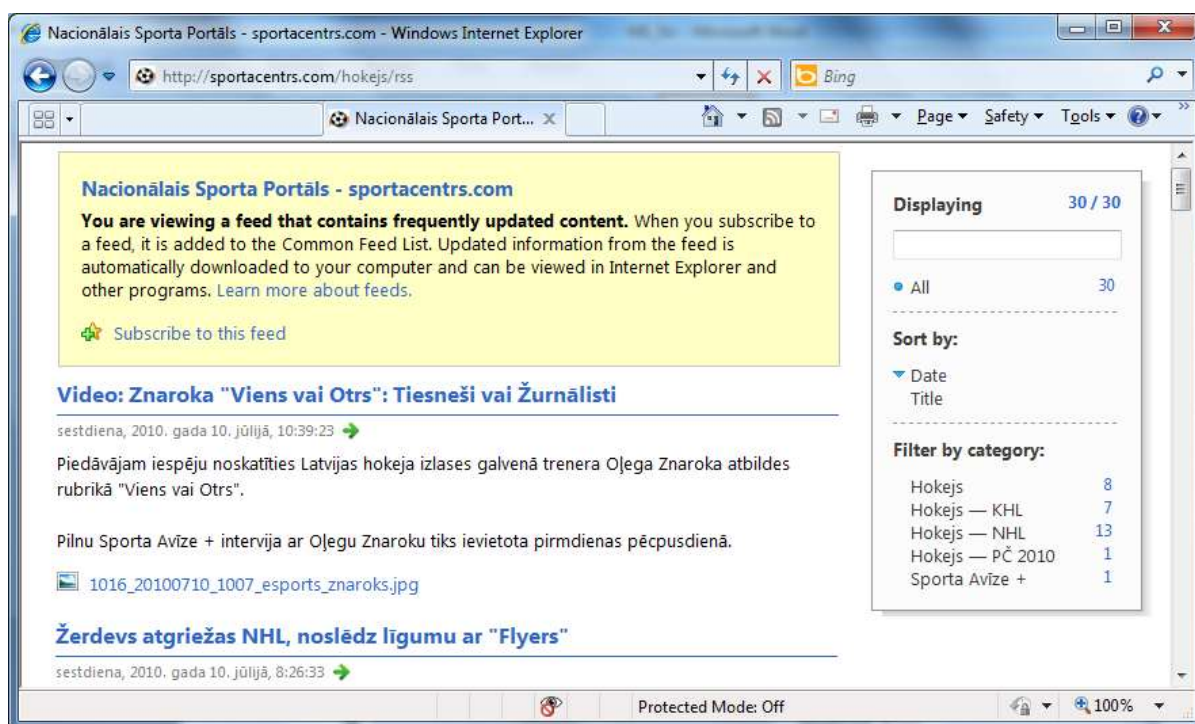 Nacionālais Sporta Portāls - sportacentrs.com - Windows Internet Explorer
http://sportacentrs.com/hokejs/rss
Bing
Nacionālais Sporta Port...
Page Safety Tools
Nacionālais Sporta Portāls - sportacentrs.com
You are viewing a feed that contains frequently updated content. When you subscribe to
a feed, it is added to the Common Feed List. Updated information from the feed is
automatically downloaded to your computer and can be viewed in Internet Explorer and
other programs. Learn more about feeds.
Subscribe to this feed
Video: Znaroka "Viens vai Otrs": Tiesneši vai Žurnālisti
sestdiena, 2010. gada 10. jūlijā, 10:39:23
Piedāvājam iespēju noskatīties Latvijas hokeja izlases galvenā trenera Oļega Znaroka atbildes
rubrikā "Viens vai Otrs".
Pilnu Sporta Avīze + intervija ar Oļegu Znaroku tiks ievietota pirmdienas pēcpusdienā.
1016_20100710_1007_esports_znaroks.jpg
Žerdevs atgriežas NHL, noslēdz līgumu ar "Flyers"
sestdiena, 2010. gada 10. jūlijā, 8:26:33
Displaying 30 / 30
All 30
Sort by:
Date
Title
Filter by category:
Hokejs 8
Hokejs — KHL 7
Hokejs — NHL 13
Hokejs — PČ 2010 1
Sporta Avīze + 1
Protected Mode: Off
100%